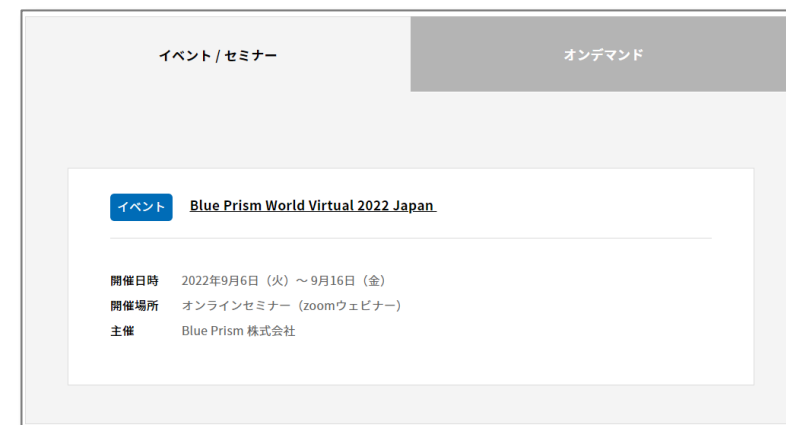 イベント / セミナー
オンデマンド
イベント Blue Prism World Virtual 2022 Japan
開催日時 2022年9月6日（火）～ 9月16日（金）
開催場所 オンラインセミナー（zoomウェビナー）
主催 Blue Prism 株式会社